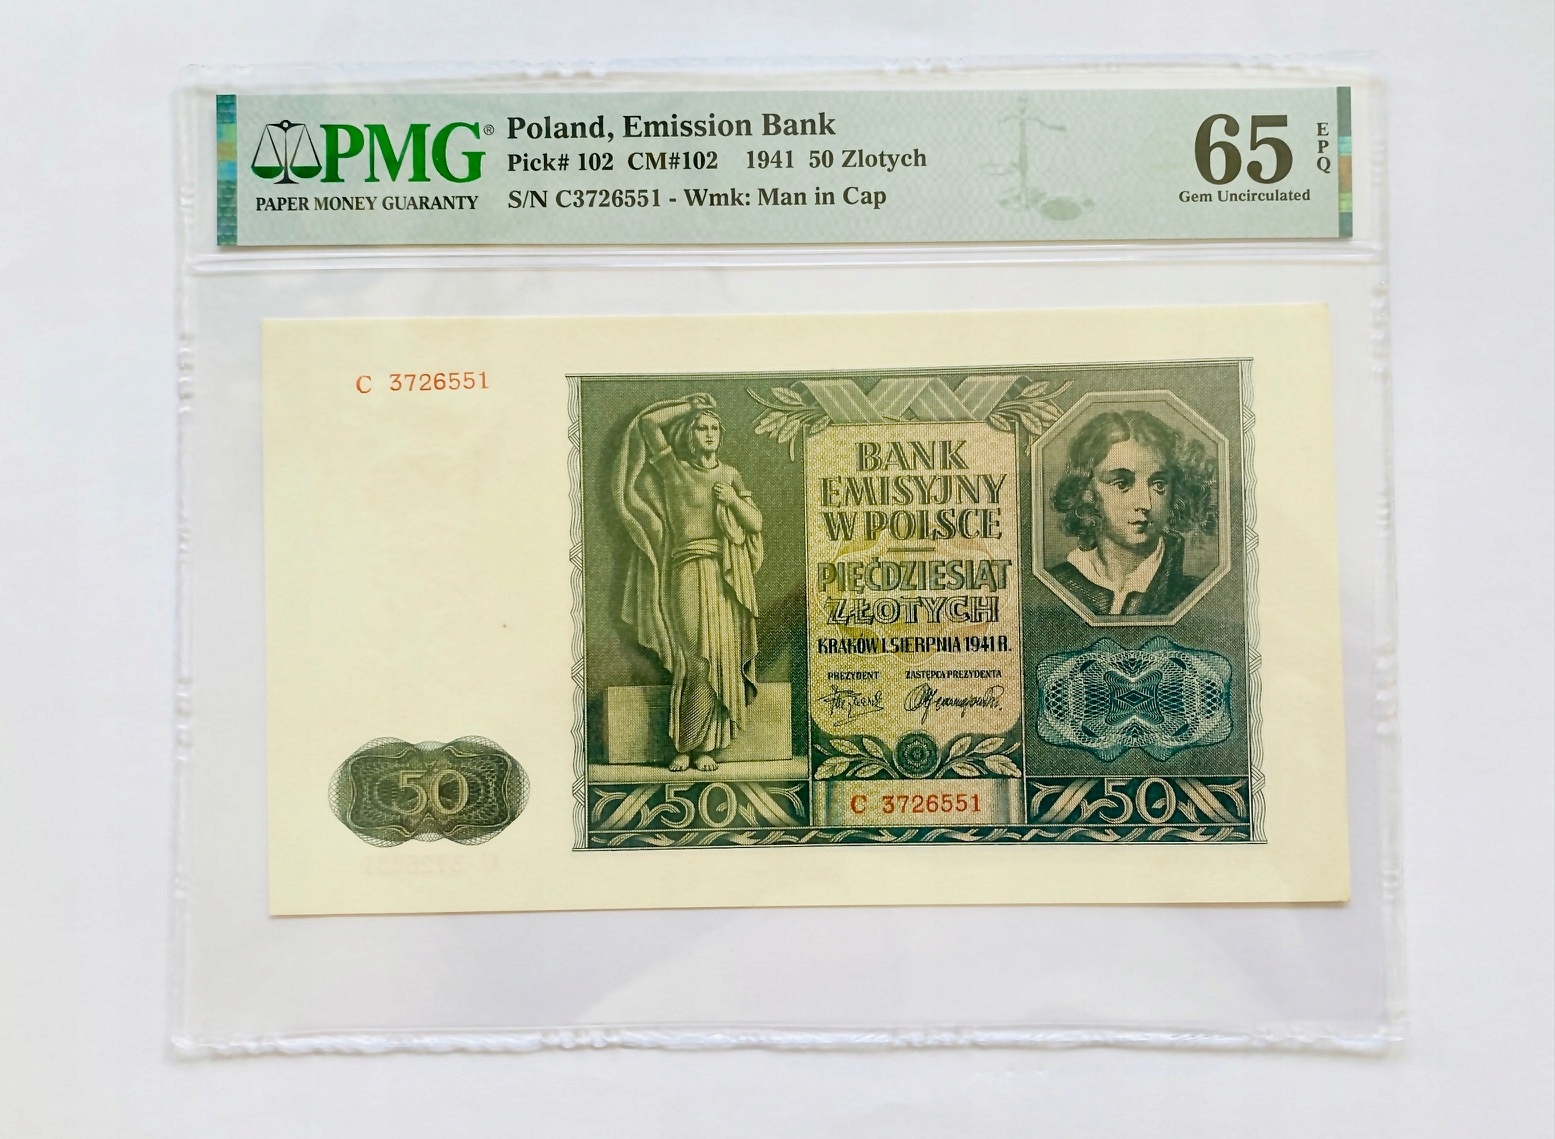 PMG®
PAPER MONEY GUARANTY
Poland, Emission Bank
Pick# 102 CM#102 1941 50 Zlotych
S/N C3726551 - Wmk: Man in Cap
65
EPQ
Gem Uncirculated
C 3726551
BANK
EMISYJNY
W POLSCE
PIĘĆDZIESIĄT
ZŁOTYCH
KRAKÓW 1. SIERPNIA 1941 R.
PREZYDENT ZASTĘPCA PREZYDENTA
50
50
C 3726551
50